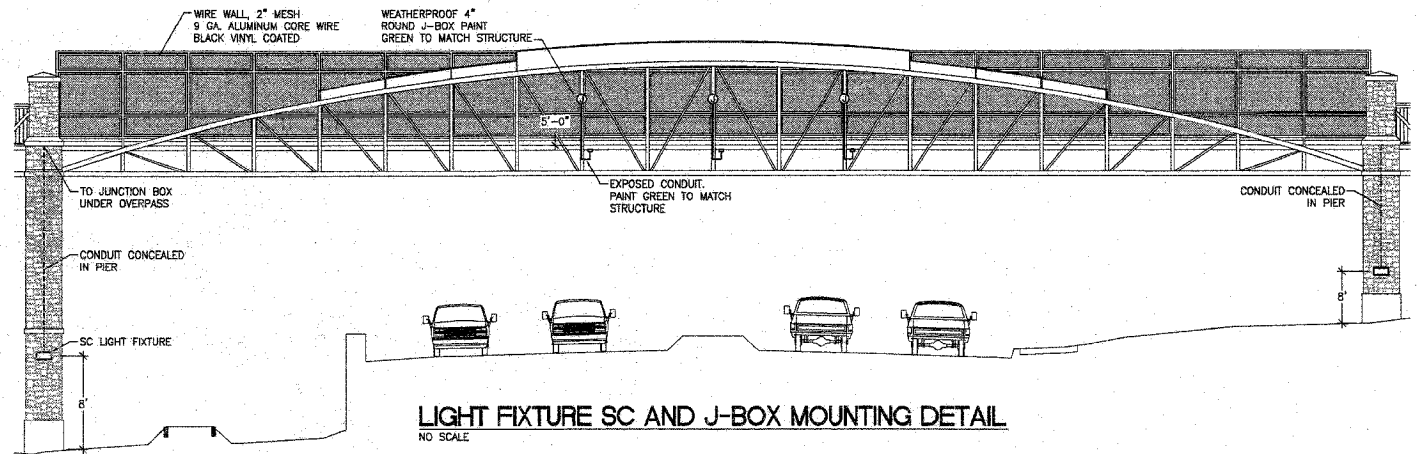 WIRE WALL, 2" MESH
9 GA. ALUMINUM CORE WIRE
BLACK VINYL COATED
WEATHERPROOF 4"
ROUND J-BOX PAINT
GREEN TO MATCH STRUCTURE
5'-0"
TO JUNCTION BOX
UNDER OVERPASS
EXPOSED CONDUIT.
PAINT GREEN TO MATCH
STRUCTURE
CONDUIT CONCEALED
IN PIER
CONDUIT CONCEALED
IN PIER
8'
SC LIGHT FIXTURE
8'
LIGHT FIXTURE SC AND J-BOX MOUNTING DETAIL
NO SCALE